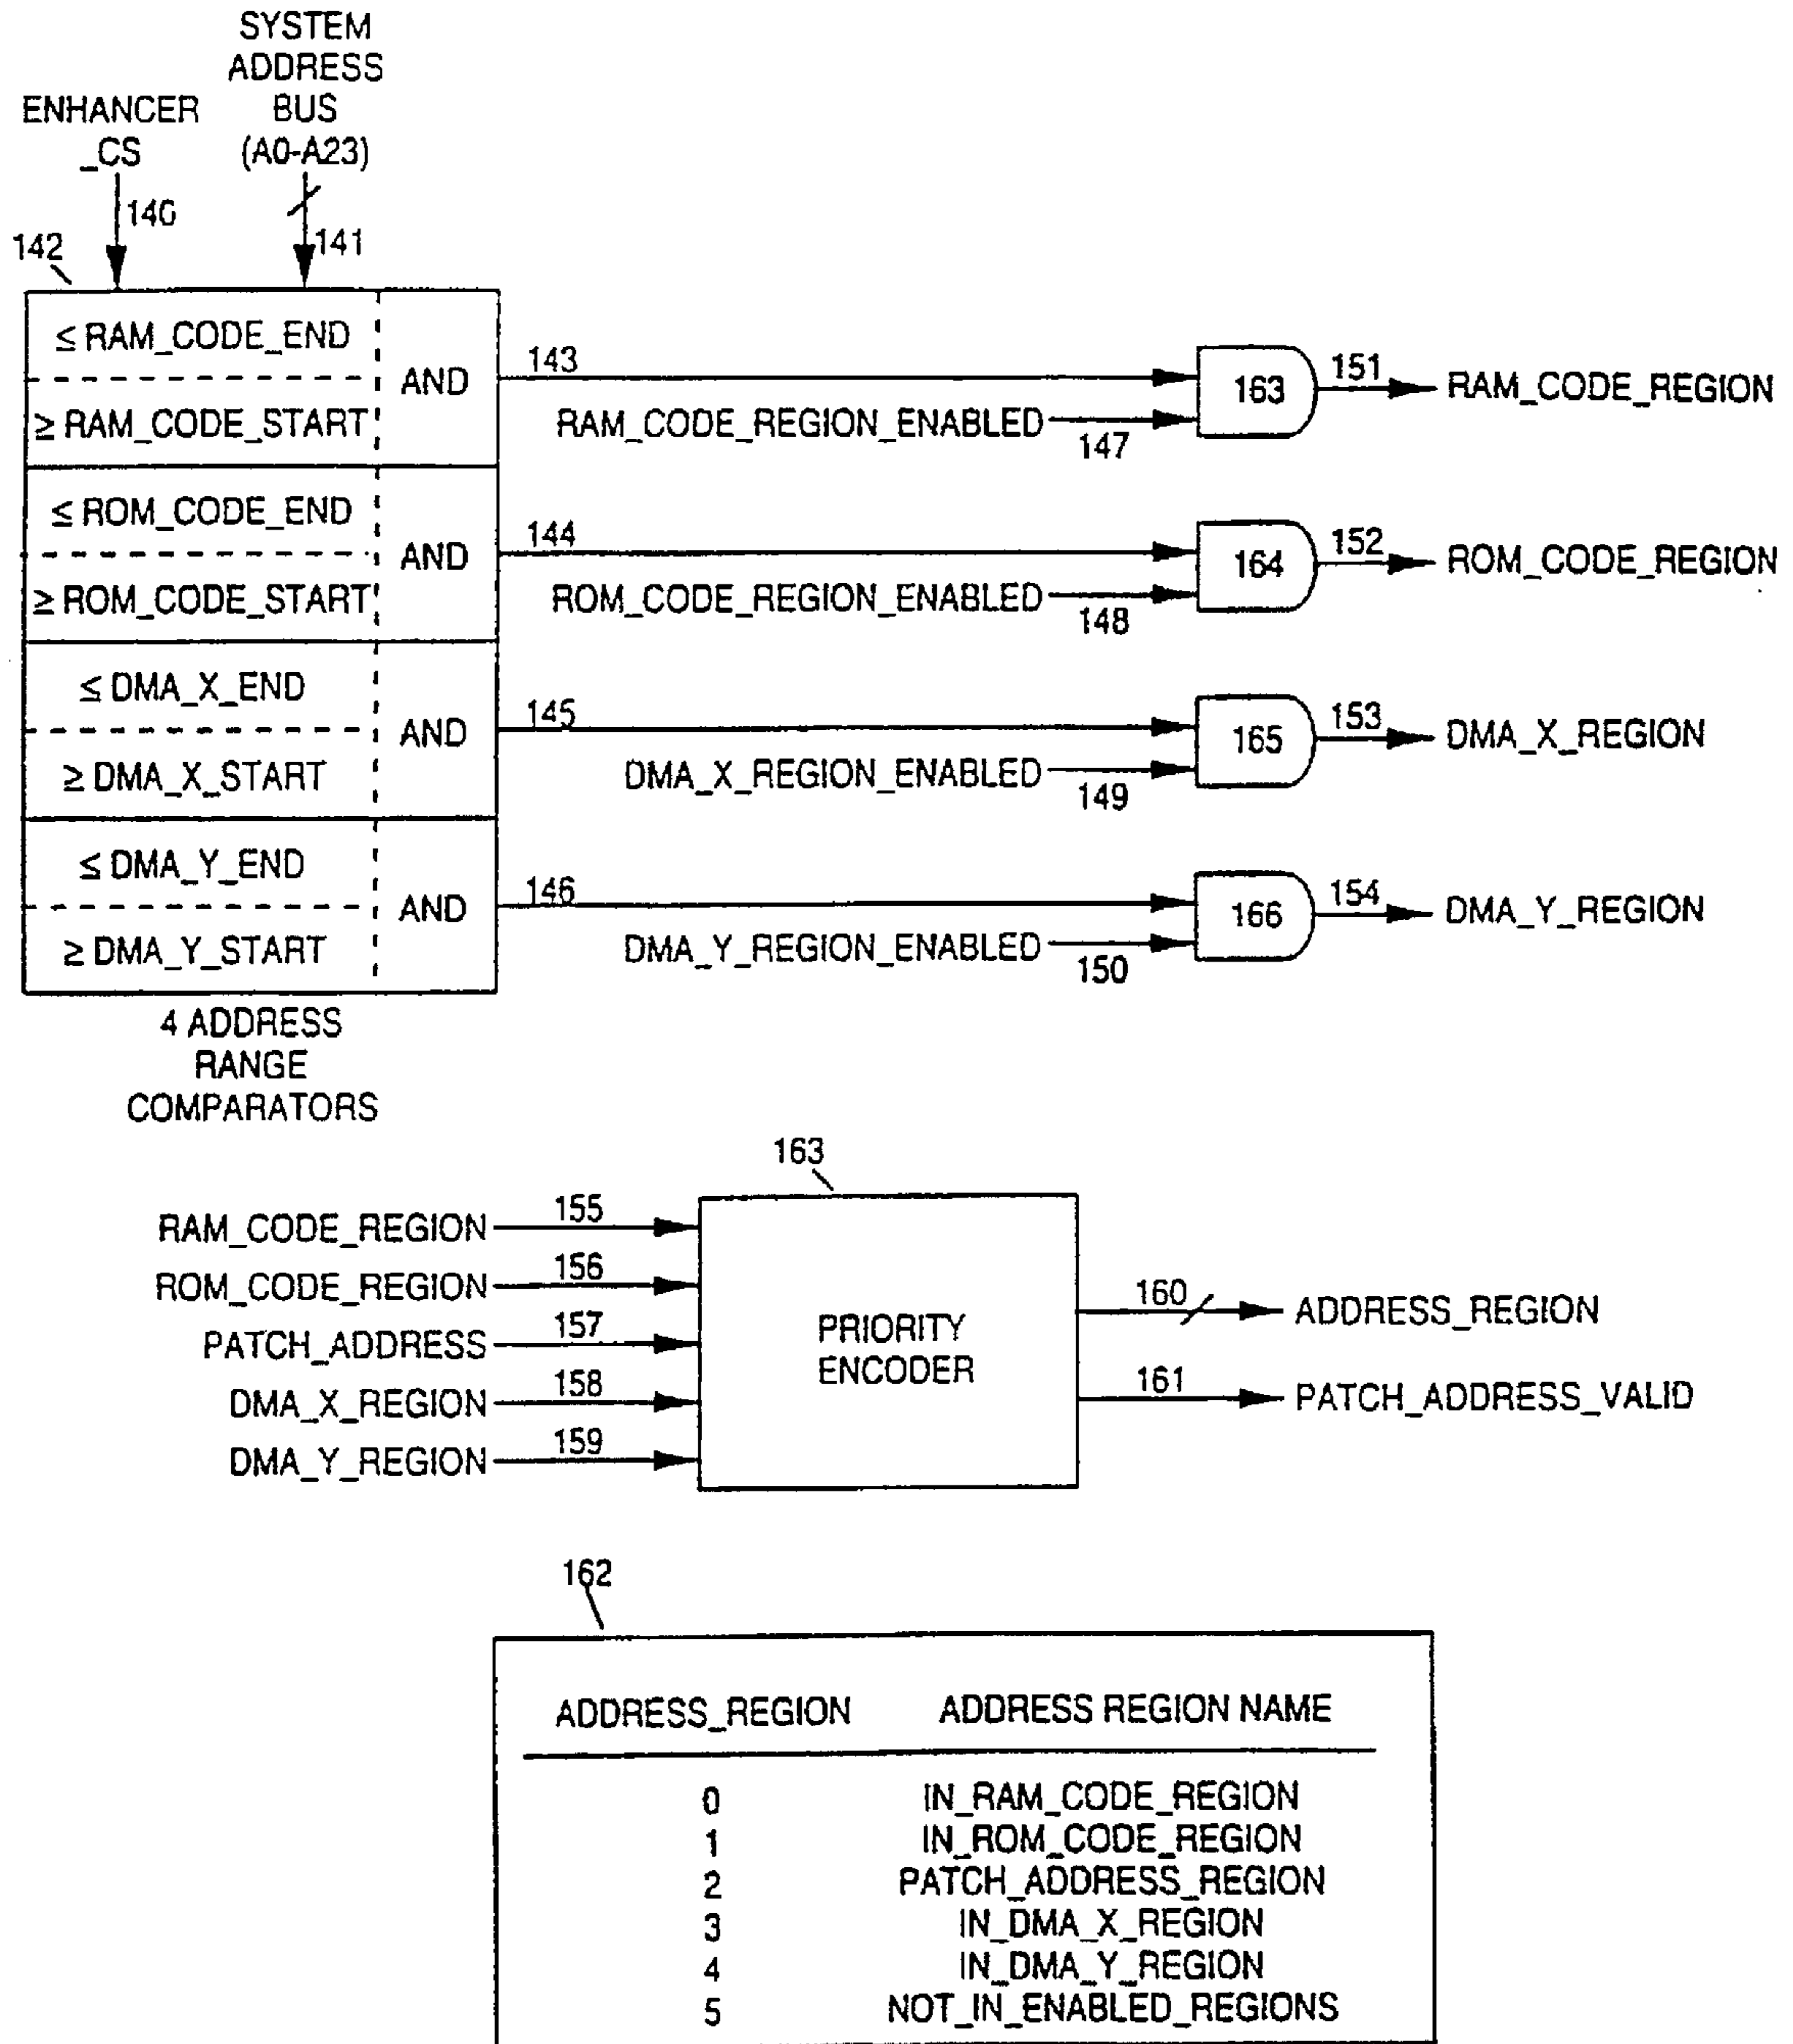 SYSTEM
ADDRESS
BUS
(A0-A23)
ENHANCER
_CS
140
141
142
≤ RAM_CODE_END
≥ RAM_CODE_START
AND
143
RAM_CODE_REGION_ENABLED
147
163
151
RAM_CODE_REGION
≤ ROM_CODE_END
≥ ROM_CODE_START
AND
144
ROM_CODE_REGION_ENABLED
148
164
152
ROM_CODE_REGION
≤ DMA_X_END
≥ DMA_X_START
AND
145
DMA_X_REGION_ENABLED
149
165
153
DMA_X_REGION
≤ DMA_Y_END
≥ DMA_Y_START
AND
146
DMA_Y_REGION_ENABLED
150
166
154
DMA_Y_REGION
4 ADDRESS
RANGE
COMPARATORS
163
RAM_CODE_REGION 155
ROM_CODE_REGION 156
PATCH_ADDRESS 157
DMA_X_REGION 158
DMA_Y_REGION 159
PRIORITY
ENCODER
160 ADDRESS_REGION
161 PATCH_ADDRESS_VALID
162
ADDRESS_REGION ADDRESS REGION NAME
0 IN_RAM_CODE_REGION
1 IN_ROM_CODE_REGION
2 PATCH_ADDRESS_REGION
3 IN_DMA_X_REGION
4 IN_DMA_Y_REGION
5 NOT_IN_ENABLED_REGIONS